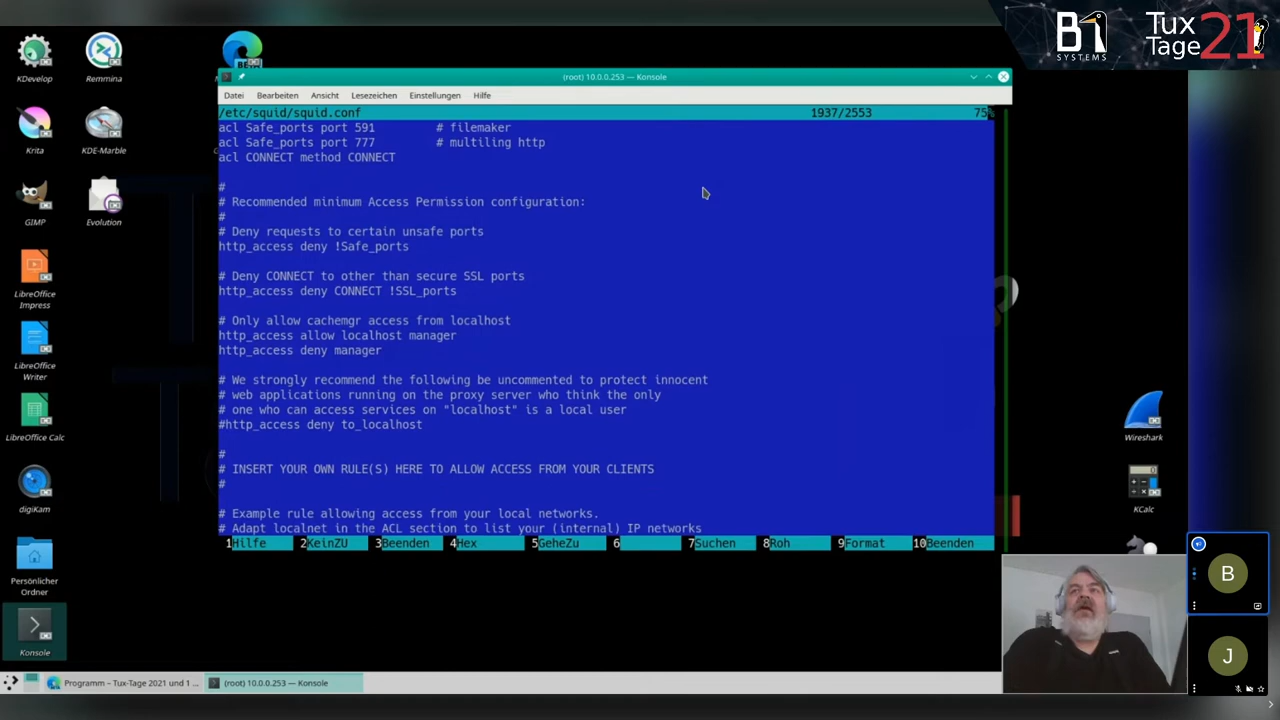 B1
SYSTEMS
Tux
Tage 21
KDevelop
Remmina
Krita
KDE-Marble
GIMP
Evolution
LibreOffice
Impress
LibreOffice
Writer
LibreOffice Calc
digiKam
Persönlicher
Ordner
Konsole
(root) 10.0.0.253 — Konsole
Datei Bearbeiten Ansicht Lesezeichen Einstellungen Hilfe
/etc/squid/squid.conf 1937/2553 75%
acl Safe_ports port 591 # filemaker
acl Safe_ports port 777 # multiling http
acl CONNECT method CONNECT
#
# Recommended minimum Access Permission configuration:
#
# Deny requests to certain unsafe ports
http_access deny !Safe_ports
# Deny CONNECT to other than secure SSL ports
http_access deny CONNECT !SSL_ports
# Only allow cachemgr access from localhost
http_access allow localhost manager
http_access deny manager
# We strongly recommend the following be uncommented to protect innocent
# web applications running on the proxy server who think the only
# one who can access services on "localhost" is a local user
#http_access deny to_localhost
#
# INSERT YOUR OWN RULE(S) HERE TO ALLOW ACCESS FROM YOUR CLIENTS
#
# Example rule allowing access from your local networks.
# Adapt localnet in the ACL section to list your (internal) IP networks
1Hilfe 2KeinZU 3Beenden 4Hex 5GeheZu 6 7Suchen 8Roh 9Format 10Beenden
Wireshark
KCalc
B
J
Programm – Tux-Tage 2021 und 1 ...
(root) 10.0.0.253 — Konsole